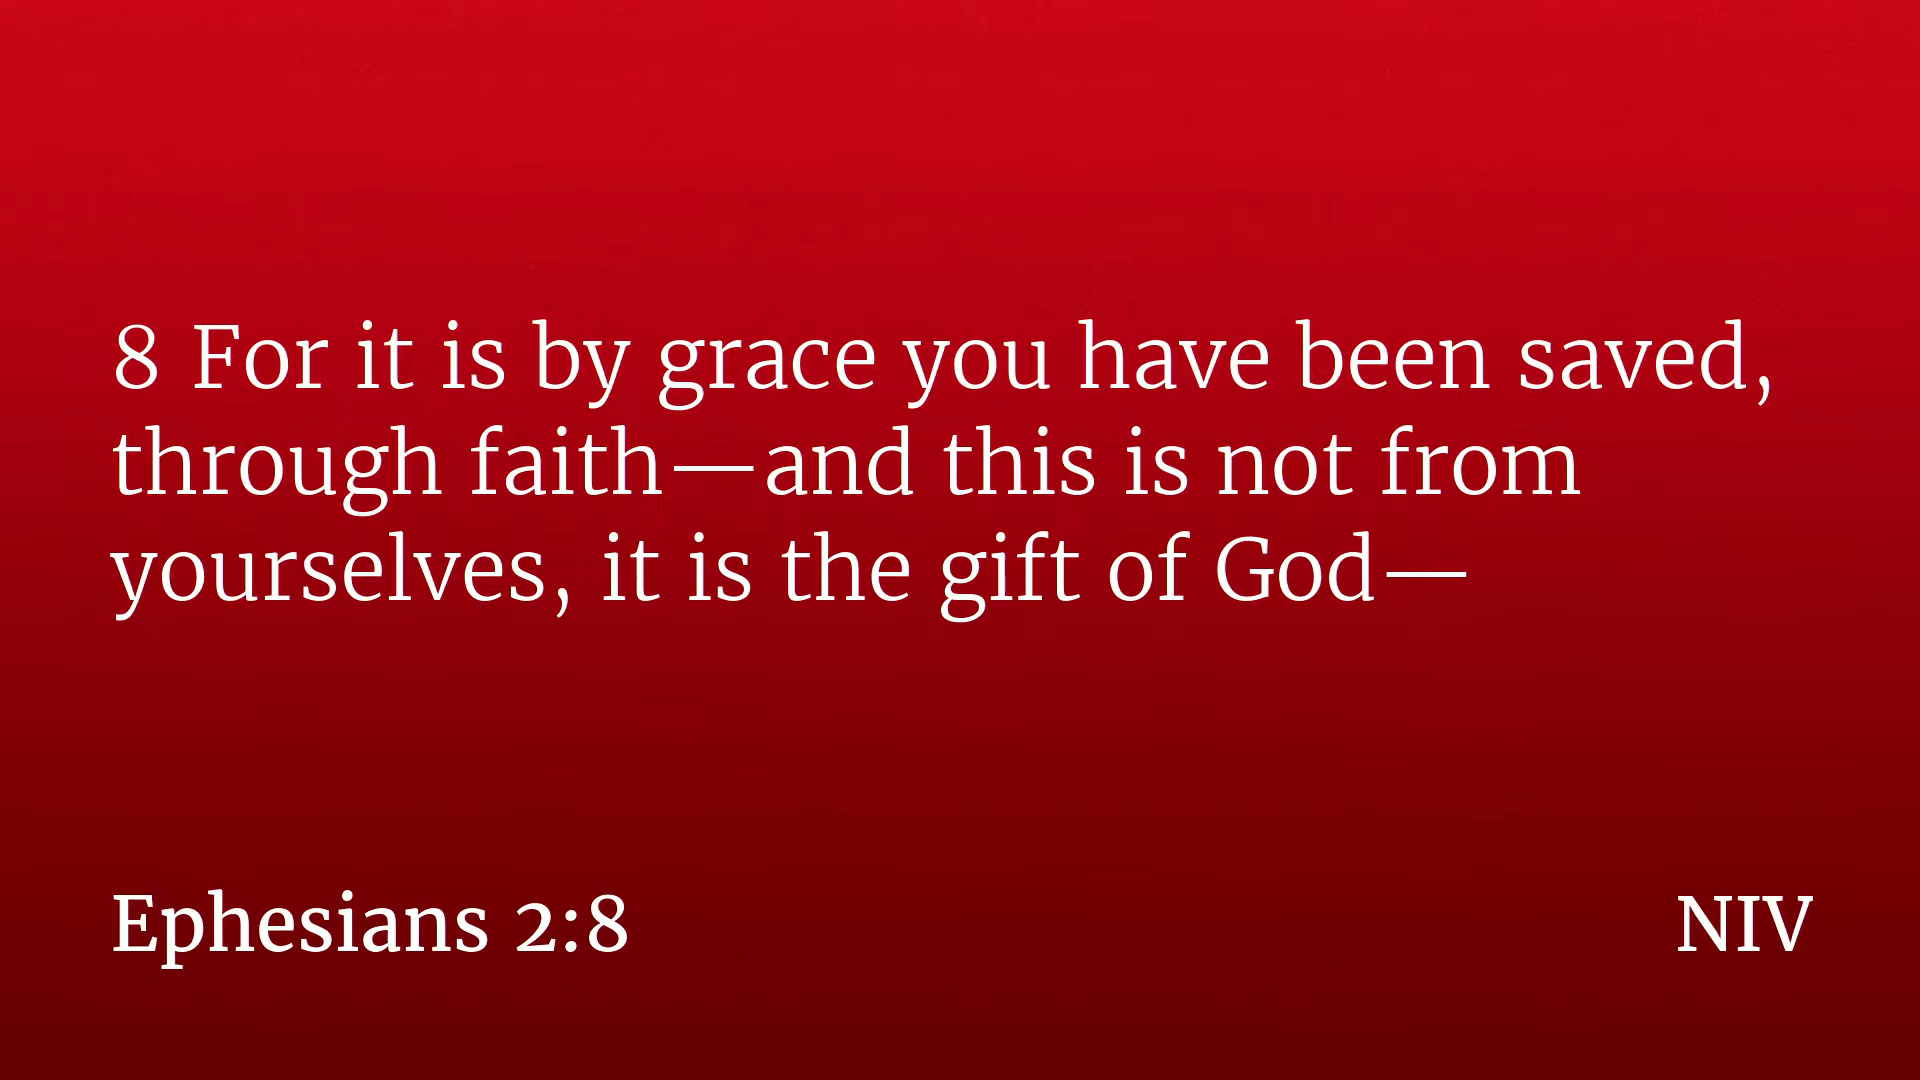 8 For it is by grace you have been saved,
through faith—and this is not from
yourselves, it is the gift of God—
Ephesians 2:8
NIV